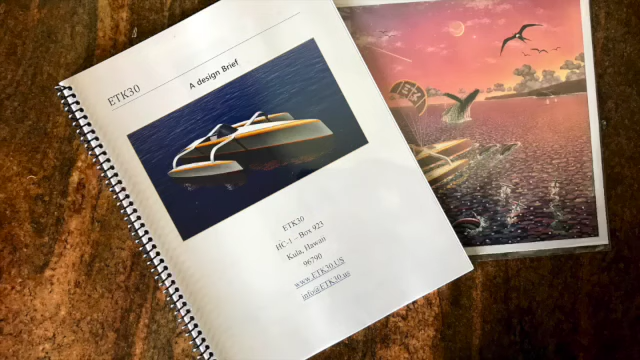 ETK30
A design Brief
ETK30
HC-1 – Box 923
Kula, Hawaii
96790
www.ETK30.US
info@ETK30.us